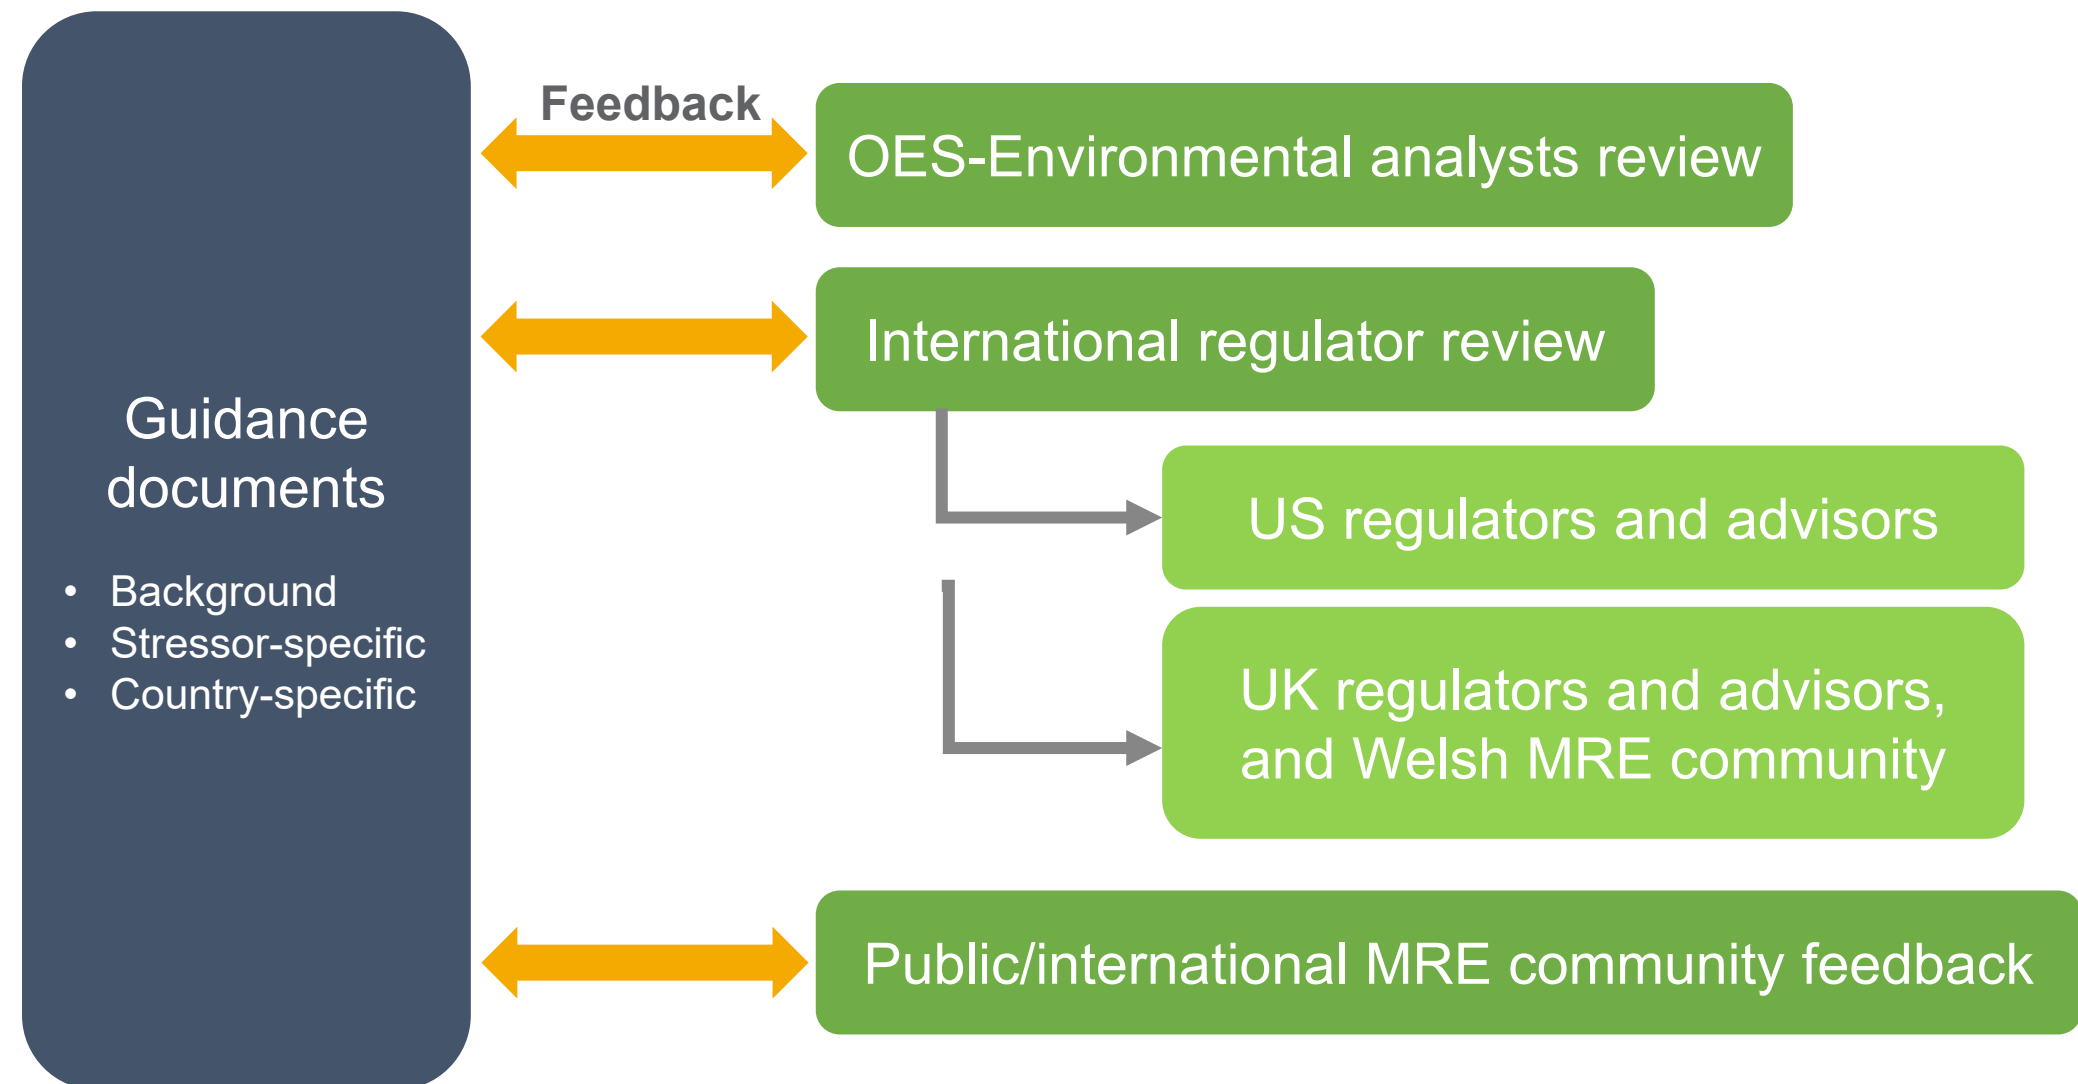 Guidance
documents
• Background
• Stressor-specific
• Country-specific
Feedback
OES-Environmental analysts review
International regulator review
US regulators and advisors
UK regulators and advisors,
and Welsh MRE community
Public/international MRE community feedback